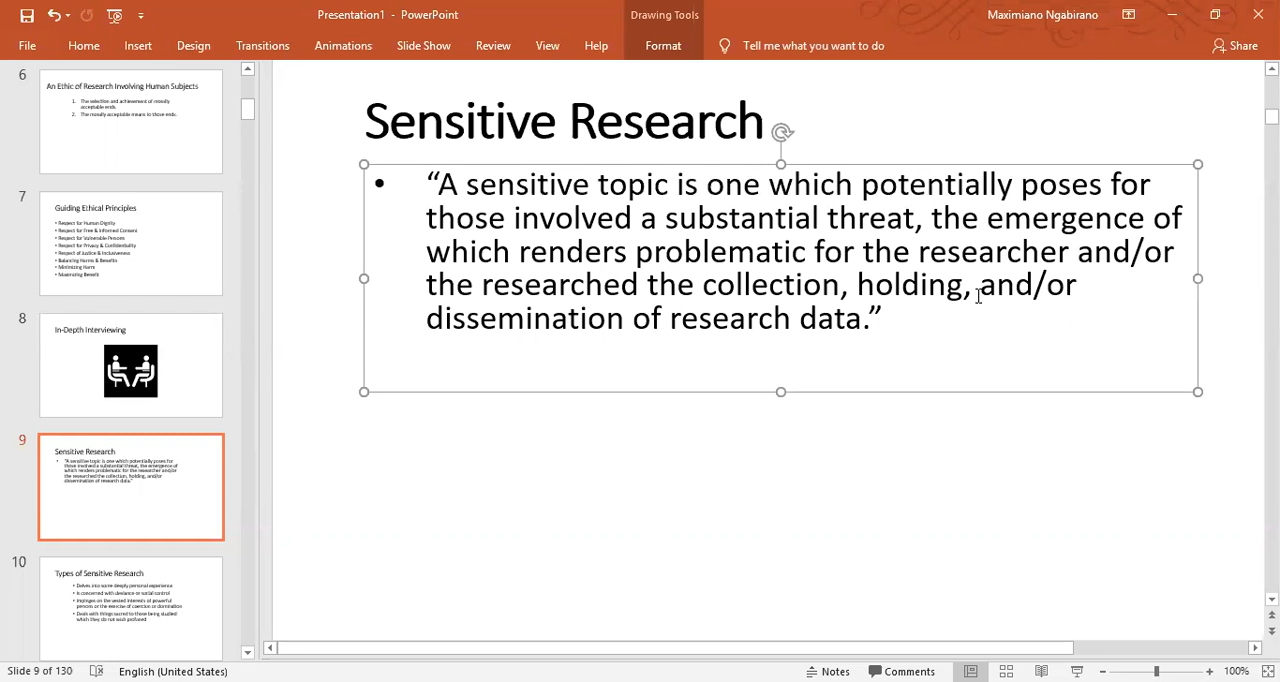 Presentation1 - PowerPoint
Drawing Tools
Maximiano Ngabirano
File Home Insert Design Transitions Animations Slide Show Review View Help Format Tell me what you want to do Share
6
An Ethic of Research Involving Human Subjects
1. The selection and achievement of morally
acceptable ends.
2. The morally acceptable means to those ends.
7
Guiding Ethical Principles
• Respect for Human Dignity
• Respect for Free & Informed Consent
• Respect for Vulnerable Persons
• Respect for Privacy & Confidentiality
• Respect of Justice & Inclusiveness
• Balancing Harms & Benefits
• Minimizing Harm
• Maximizing Benefit
8
In-Depth Interviewing
9
Sensitive Research
• “A sensitive topic is one which potentially poses for
those involved a substantial threat, the emergence of
which renders problematic for the researcher and/or
the researched the collection, holding, and/or
dissemination of research data.”
10
Types of Sensitive Research
• Delves into some deeply personal experience
• Is concerned with deviance or social control
• Impinges on the vested interests of powerful
persons or the exercise of coercion or domination
• Deals with things sacred to those being studied
which they do not wish profaned
Sensitive Research
• “A sensitive topic is one which potentially poses for
those involved a substantial threat, the emergence of
which renders problematic for the researcher and/or
the researched the collection, holding, and/or
dissemination of research data.”
Slide 9 of 130 English (United States) Notes Comments 100%